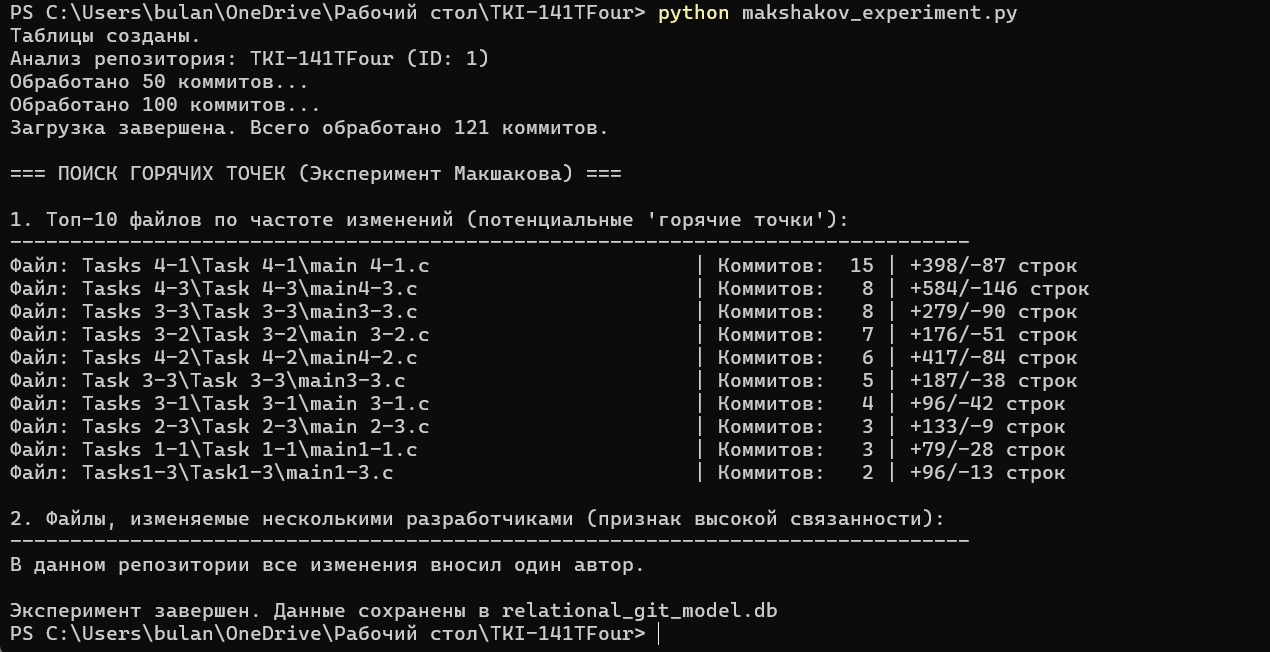 PS C:\Users\bulan\OneDrive\Рабочий стол\TKI-141TFour> python makshakov_experiment.py
Таблицы созданы.
Анализ репозитория: TKI-141TFour (ID: 1)
Обработано 50 коммитов...
Обработано 100 коммитов...
Загрузка завершена. Всего обработано 121 коммитов.
=== ПОИСК ГОРЯЧИХ ТОЧЕК (Эксперимент Макшакова) ===
1. Топ-10 файлов по частоте изменений (потенциальные 'горячие точки'):
--------------------------------------------------------------------------------
Файл: Tasks 4-1\Task 4-1\main 4-1.c | Коммитов: 15 | +398/-87 строк
Файл: Tasks 4-3\Task 4-3\main4-3.c | Коммитов: 8 | +584/-146 строк
Файл: Tasks 3-3\Task 3-3\main3-3.c | Коммитов: 8 | +279/-90 строк
Файл: Tasks 3-2\Task 3-2\main 3-2.c | Коммитов: 7 | +176/-51 строк
Файл: Tasks 4-2\Task 4-2\main4-2.c | Коммитов: 6 | +417/-84 строк
Файл: Task 3-3\Task 3-3\main3-3.c | Коммитов: 5 | +187/-38 строк
Файл: Tasks 3-1\Task 3-1\main 3-1.c | Коммитов: 4 | +96/-42 строк
Файл: Tasks 2-3\Task 2-3\main 2-3.c | Коммитов: 3 | +133/-9 строк
Файл: Tasks 1-1\Task 1-1\main1-1.c | Коммитов: 3 | +79/-28 строк
Файл: Tasks1-3\Task1-3\main1-3.c | Коммитов: 2 | +96/-13 строк
2. Файлы, изменяемые несколькими разработчиками (признак высокой связанности):
--------------------------------------------------------------------------------
В данном репозитории все изменения вносил один автор.
Эксперимент завершен. Данные сохранены в relational_git_model.db
PS C:\Users\bulan\OneDrive\Рабочий стол\TKI-141TFour>